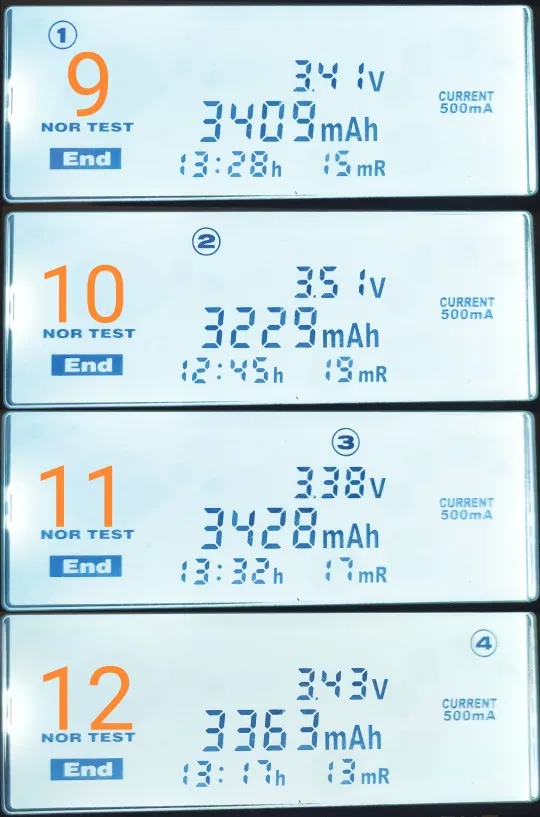 ①
9
3.41V
CURRENT
500mA
3409mAh
NOR TEST
End
13:28h 15mR
②
10
3.51V
CURRENT
500mA
3229mAh
NOR TEST
End
12:45h 19mR
③
11
3.38V
CURRENT
500mA
3428mAh
NOR TEST
End
13:32h 17mR
④
12
3.43V
CURRENT
500mA
3363mAh
NOR TEST
End
13:17h 13mR